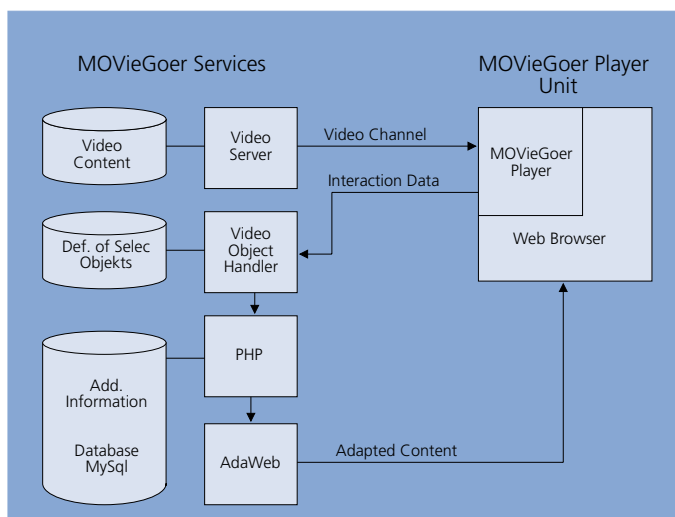 MOVieGoer Services
MOVieGoer Player
Unit
Video
Content
Video
Server
Video Channel
MOVieGoer
Player
Interaction Data
Web Browser
Def. of Selec
Objekts
Video
Object
Handler
PHP
Add.
Information
Database
MySql
AdaWeb
Adapted Content